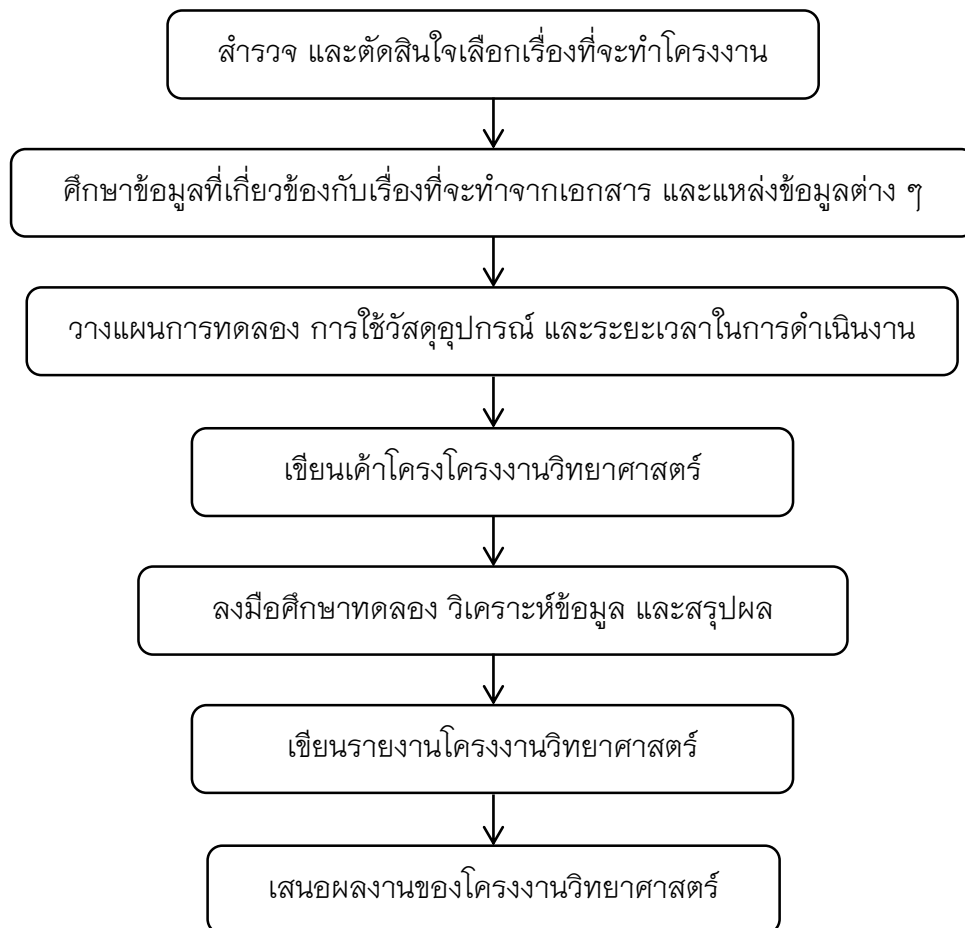 สำรวจ และตัดสินใจเลือกเรื่องที่จะทำโครงงาน
ศึกษาข้อมูลที่เกี่ยวข้องกับเรื่องที่จะทำจากเอกสาร และแหล่งข้อมูลต่าง ๆ
วางแผนการทดลอง การใช้วัสดุอุปกรณ์ และระยะเวลาในการดำเนินงาน
เขียนเค้าโครงโครงงานวิทยาศาสตร์
ลงมือศึกษาทดลอง วิเคราะห์ข้อมูล และสรุปผล
เขียนรายงานโครงงานวิทยาศาสตร์
เสนอผลงานของโครงงานวิทยาศาสตร์